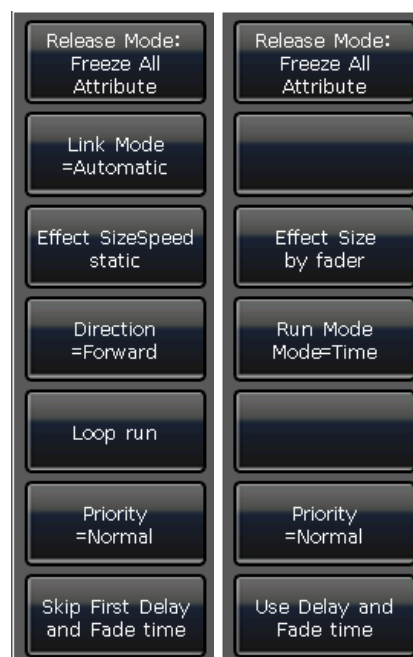 Release Mode:
Freeze All
Attribute
Link Mode
=Automatic
Effect SizeSpeed
static
Direction
=Forward
Loop run
Priority
=Normal
Skip First Delay
and Fade time
Release Mode:
Freeze All
Attribute
Effect Size
by fader
Run Mode
Mode=Time
Priority
=Normal
Use Delay and
Fade time